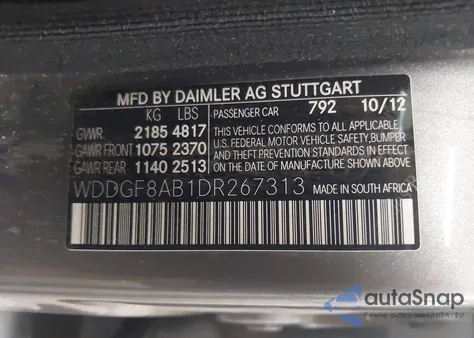 MFD BY DAIMLER AG STUTTGART
KG LBS PASSENGER CAR 792 10/12
GVWR 2185 4817 THIS VEHICLE CONFORMS TO ALL
GAWR FRONT 1075 2370 APPLICABLE U.S. FEDERAL MOTOR VEHICLE SAFETY, BUMPER
GAWR REAR 1140 2513 AND THEFT PREVENTION STANDARDS IN EFFECT ON THE DATE OF MANUFACTURE SHOWN ABOVE.
WDDGF8AB1DR267313 MADE IN SOUTH AFRICA
autoSnap